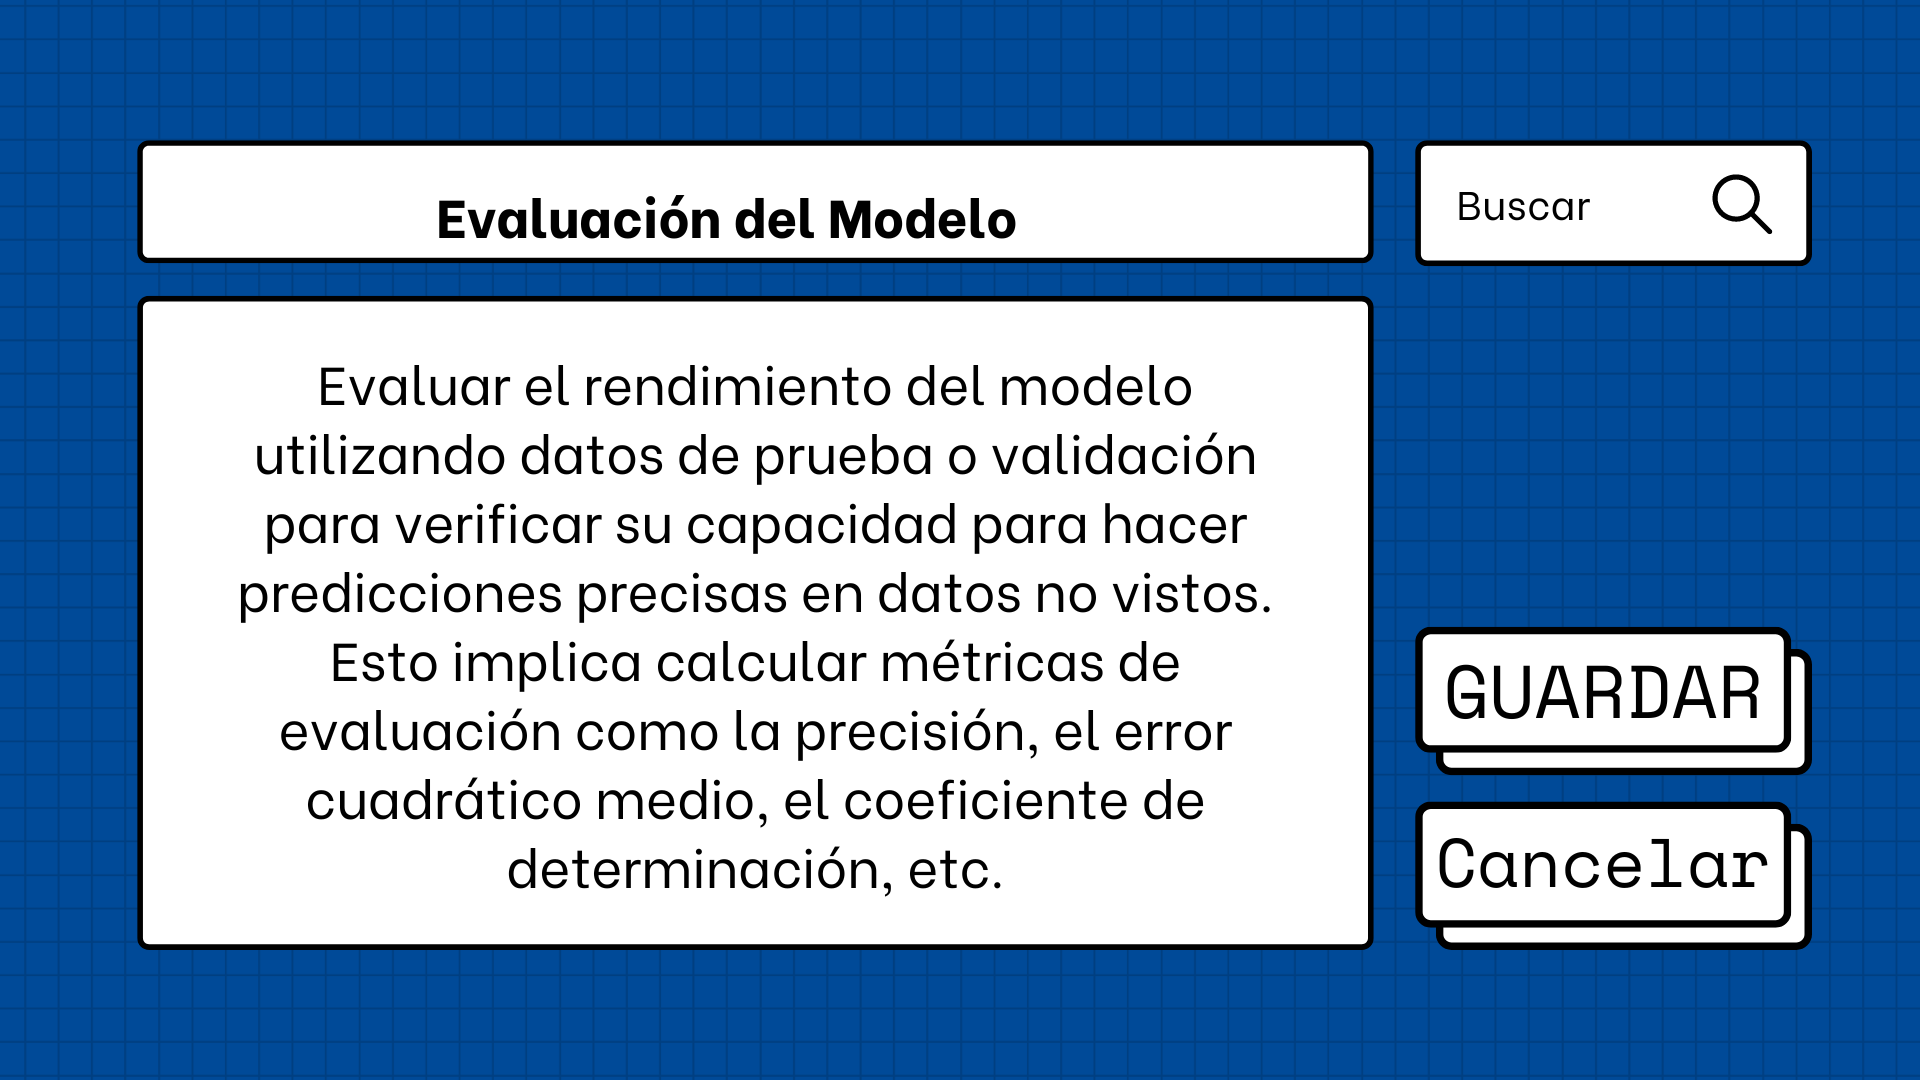 Evaluación del Modelo
Buscar
Evaluar el rendimiento del modelo
utilizando datos de prueba o validación
para verificar su capacidad para hacer
predicciones precisas en datos no vistos.
Esto implica calcular métricas de
evaluación como la precisión, el error
cuadrático medio, el coeficiente de
determinación, etc.
GUARDAR
Cancelar